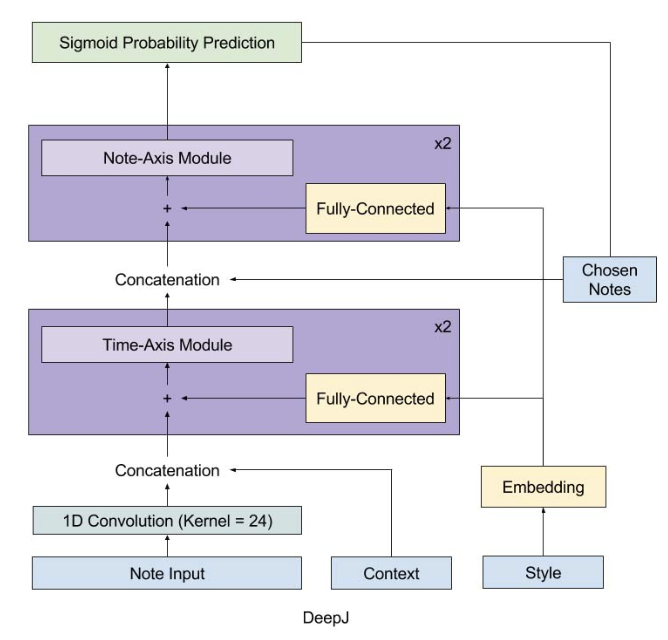 Sigmoid Probability Prediction
x2
Note-Axis Module
+
Fully-Connected
Concatenation
Chosen
Notes
x2
Time-Axis Module
+
Fully-Connected
Concatenation
Embedding
1D Convolution (Kernel = 24)
Note Input
Context
Style
DeepJ